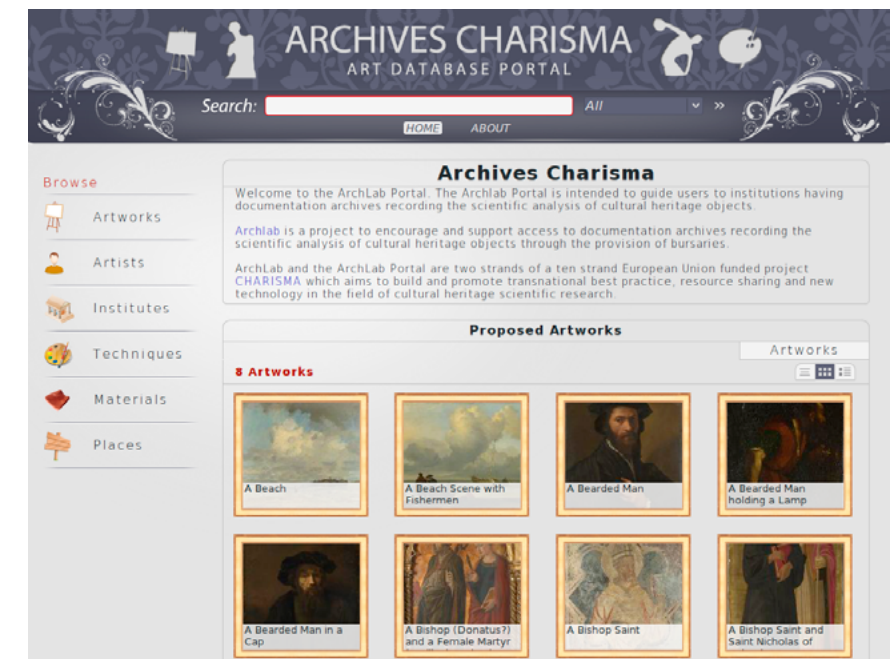 ARCHIVES CHARISMA
ART DATABASE PORTAL
Search:
All
»
HOME
ABOUT
Browse
Artworks
Artists
Institutes
Techniques
Materials
Places
Archives Charisma
Welcome to the ArchLab Portal. The Archlab Portal is intended to guide users to institutions having
documentation archives recording the scientific analysis of cultural heritage objects.
Archlab is a project to encourage and support access to documentation archives recording the
scientific analysis of cultural heritage objects through the provision of bursaries.
ArchLab and the ArchLab Portal are two strands of a ten strand European Union funded project
CHARISMA which aims to build and promote transnational best practice, resource sharing and new
technology in the field of cultural heritage scientific research.
Proposed Artworks
Artworks
8 Artworks
A Beach
A Beach Scene with
Fishermen
A Bearded Man
A Bearded Man
holding a Lamp
A Bearded Man in a
Cap
A Bishop (Donatus?)
and a Female Martyr
A Bishop Saint
A Bishop Saint and
Saint Nicholas of